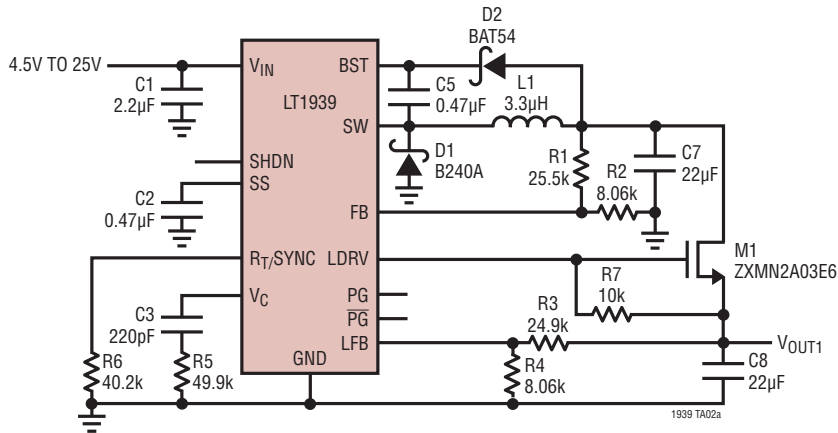 D2
BAT54
4.5V TO 25V
VIN
BST
C1
2.2µF
LT1939
C5
0.47µF
L1
3.3µH
SW
D1
B240A
R1
25.5k
R2
8.06k
C7
22µF
SHDN
SS
C2
0.47µF
FB
RT/SYNC
LDRV
M1
ZXMN2A03E6
R7
10k
VC
PG
PG
C3
220pF
R3
24.9k
LFB
VOUT1
GND
R6
40.2k
R5
49.9k
R4
8.06k
C8
22µF
1939 TA02a